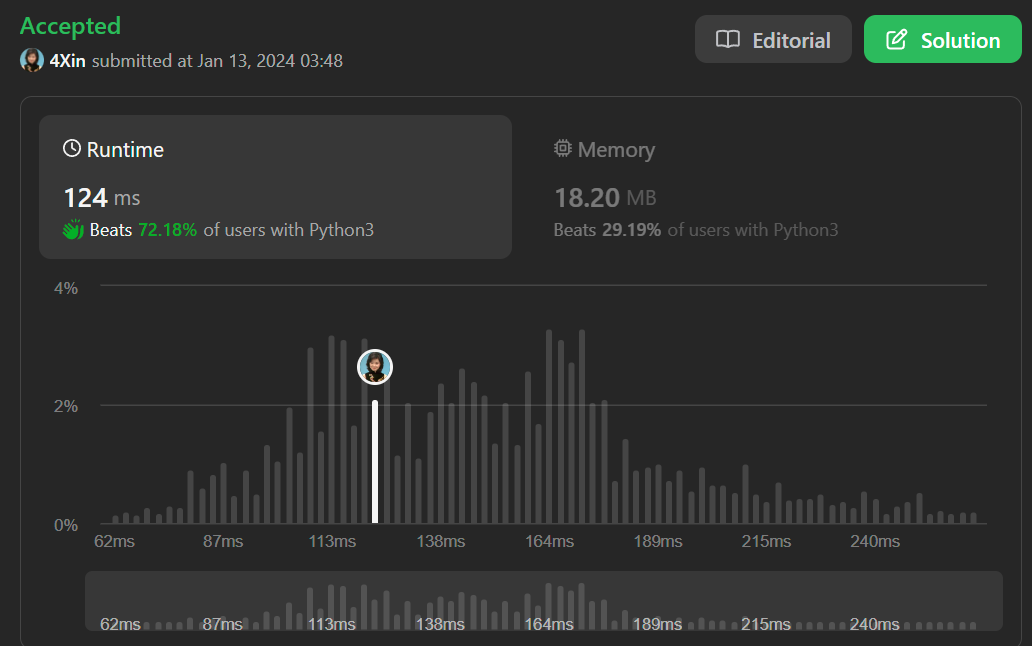 Accepted
4Xin submitted at Jan 13, 2024 03:48
Editorial
Solution
Runtime
124 ms
Beats 72.18% of users with Python3
Memory
18.20 MB
Beats 29.19% of users with Python3
4%
2%
0%
62ms 87ms 113ms 138ms 164ms 189ms 215ms 240ms
62ms 87ms 113ms 138ms 164ms 189ms 215ms 240ms